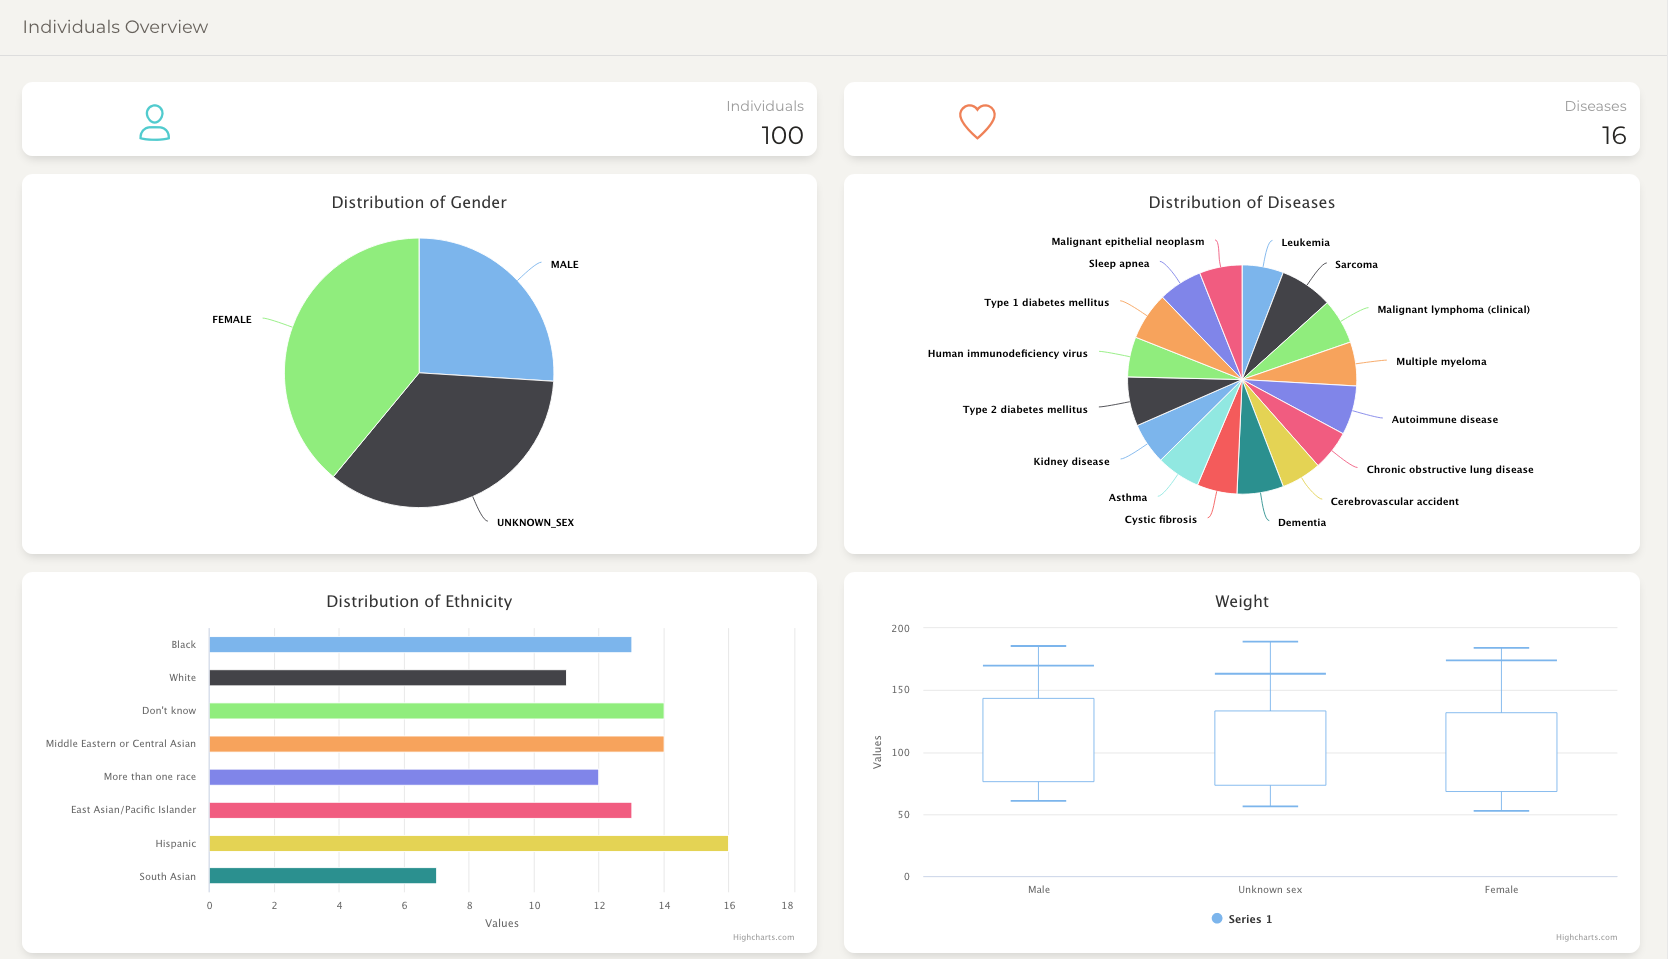 Individuals Overview
Individuals
100
Diseases
16
Distribution of Gender
MALE
FEMALE
UNKNOWN_SEX
Distribution of Diseases
Malignant epithelial neoplasm
Leukemia
Sleep apnea
Sarcoma
Type 1 diabetes mellitus
Malignant lymphoma (clinical)
Human immunodeficiency virus
Multiple myeloma
Type 2 diabetes mellitus
Autoimmune disease
Kidney disease
Chronic obstructive lung disease
Asthma
Cerebrovascular accident
Cystic fibrosis
Dementia
Distribution of Ethnicity
Black
White
Don't know
Middle Eastern or Central Asian
More than one race
East Asian/Pacific Islander
Hispanic
South Asian
0 2 4 6 8 10 12 14 16 18
Values
Highcharts.com
Weight
200
150
100
50
0
Values
Male Unknown sex Female
Series 1
Highcharts.com